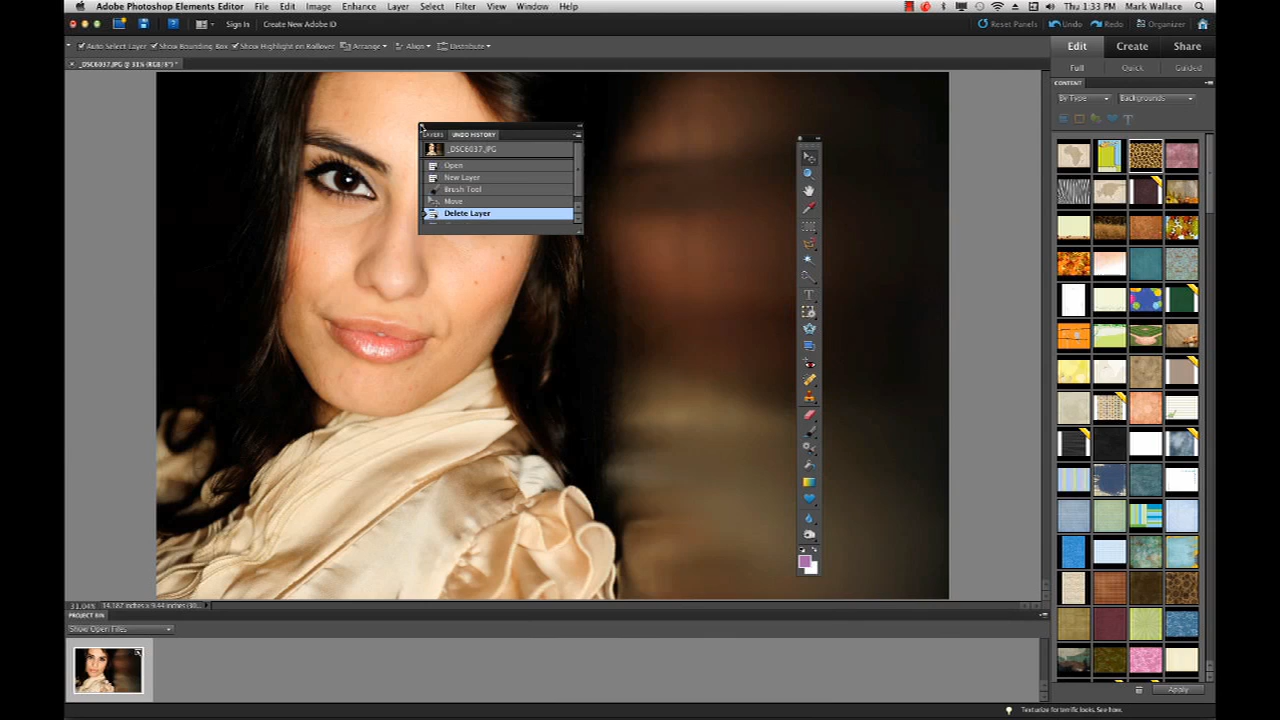 Adobe Photoshop Elements Editor File Edit Image Enhance Layer Select Filter View Window Help Thu 1:33 PM Mark Wallace
Sign In Create New Adobe ID Reset Panels Undo Redo Organizer
Auto Select Layer Show Bounding Box Show Highlight on Rollover Arrange Align Distribute
Edit Create Share
_DSC6037.JPG @ 31% (RGB/8*) *
Full Quick Guided
CONTENT
By Type Backgrounds
LAYERS UNDO HISTORY
_DSC6037.JPG
Open
New Layer
Brush Tool
Move
Delete Layer
31.04% 14.187 inches x 9.44 inches (30...
PROJECT BIN
Show Open Files
Apply
Texturize for terrific looks. See how.